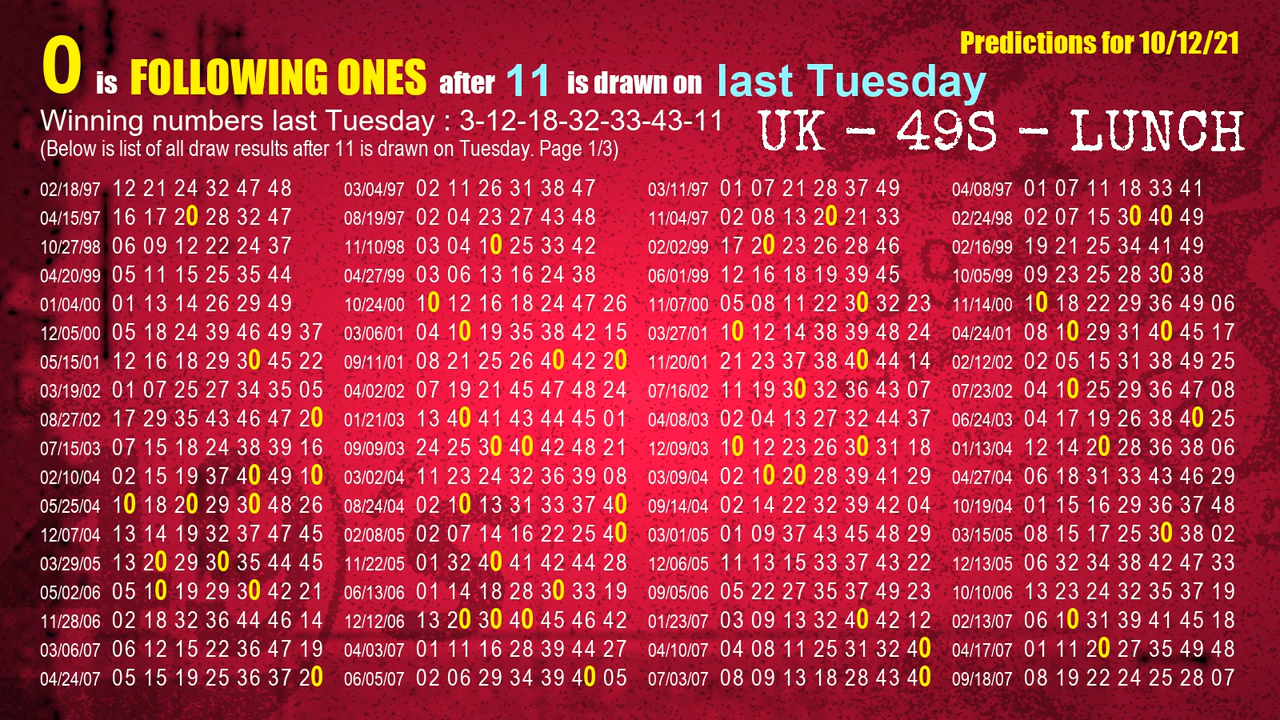 Predictions for 10/12/21
0 is FOLLOWING ONES after 11 is drawn on last Tuesday
Winning numbers last Tuesday : 3-12-18-32-33-43-11
UK - 49S - LUNCH
(Below is list of all draw results after 11 is drawn on Tuesday. Page 1/3)
02/18/97 12 21 24 32 47 48 03/04/97 02 11 26 31 38 47 03/11/97 01 07 21 28 37 49 04/08/97 01 07 11 18 33 41
04/15/97 16 17 20 28 32 47 08/19/97 02 04 23 27 43 48 11/04/97 02 08 13 20 21 33 02/24/98 02 07 15 30 40 49
10/27/98 06 09 12 22 24 37 11/10/98 03 04 10 25 33 42 02/02/99 17 20 23 26 28 46 02/16/99 19 21 25 34 41 49
04/20/99 05 11 15 25 35 44 04/27/99 03 06 13 16 24 38 06/01/99 12 16 18 19 39 45 10/05/99 09 23 25 28 30 38
01/04/00 01 13 14 26 29 49 10/24/00 10 12 16 18 24 47 26 11/07/00 05 08 11 22 30 32 23 11/14/00 10 18 22 29 36 49 06
12/05/00 05 18 24 39 46 49 37 03/06/01 04 10 19 35 38 42 15 03/27/01 10 12 14 38 39 48 24 04/24/01 08 10 29 31 40 45 17
05/15/01 12 16 18 29 30 45 22 09/11/01 08 21 25 26 40 42 20 11/20/01 21 23 37 38 40 44 14 02/12/02 02 05 15 31 38 49 25
03/19/02 01 07 25 27 34 35 05 04/02/02 07 19 21 45 47 48 24 07/16/02 11 19 30 32 36 43 07 07/23/02 04 10 25 29 36 47 08
08/27/02 17 29 35 43 46 47 20 01/21/03 13 40 41 43 44 45 01 04/08/03 02 04 13 27 32 44 37 06/24/03 04 17 19 26 38 40 25
07/15/03 07 15 18 24 38 39 16 09/09/03 24 25 30 40 42 48 21 12/09/03 10 12 23 26 30 31 18 01/13/04 12 14 20 28 36 38 06
02/10/04 02 15 19 37 40 49 10 03/02/04 11 23 24 32 36 39 08 03/09/04 02 10 20 28 39 41 29 04/27/04 06 18 31 33 43 46 29
05/25/04 10 18 20 29 30 48 26 08/24/04 02 10 13 31 33 37 40 09/14/04 02 14 22 32 39 42 04 10/19/04 01 15 16 29 36 37 48
12/07/04 13 14 19 32 37 47 45 02/08/05 02 07 14 16 22 25 40 03/01/05 01 09 37 43 45 48 29 03/15/05 08 15 17 25 30 38 02
03/29/05 13 20 29 30 35 44 45 11/22/05 01 32 40 41 42 44 28 12/06/05 11 13 15 33 37 43 22 12/13/05 06 32 34 38 42 47 33
05/02/06 05 10 19 29 30 42 21 06/13/06 01 14 18 28 30 33 19 09/05/06 05 22 27 35 37 49 23 10/10/06 13 23 24 32 35 37 19
11/28/06 02 18 32 36 44 46 14 12/12/06 13 20 30 40 45 46 42 01/23/07 03 09 13 32 40 42 12 02/13/07 06 10 31 39 41 45 18
03/06/07 06 12 15 22 36 47 19 04/03/07 01 11 16 28 39 44 27 04/10/07 04 08 11 25 31 32 40 04/17/07 01 11 20 27 35 49 48
04/24/07 05 15 25 36 37 20 06/05/07 02 06 29 34 39 40 05 07/03/07 08 09 13 18 28 43 40 09/18/07 08 19 22 24 25 28 07